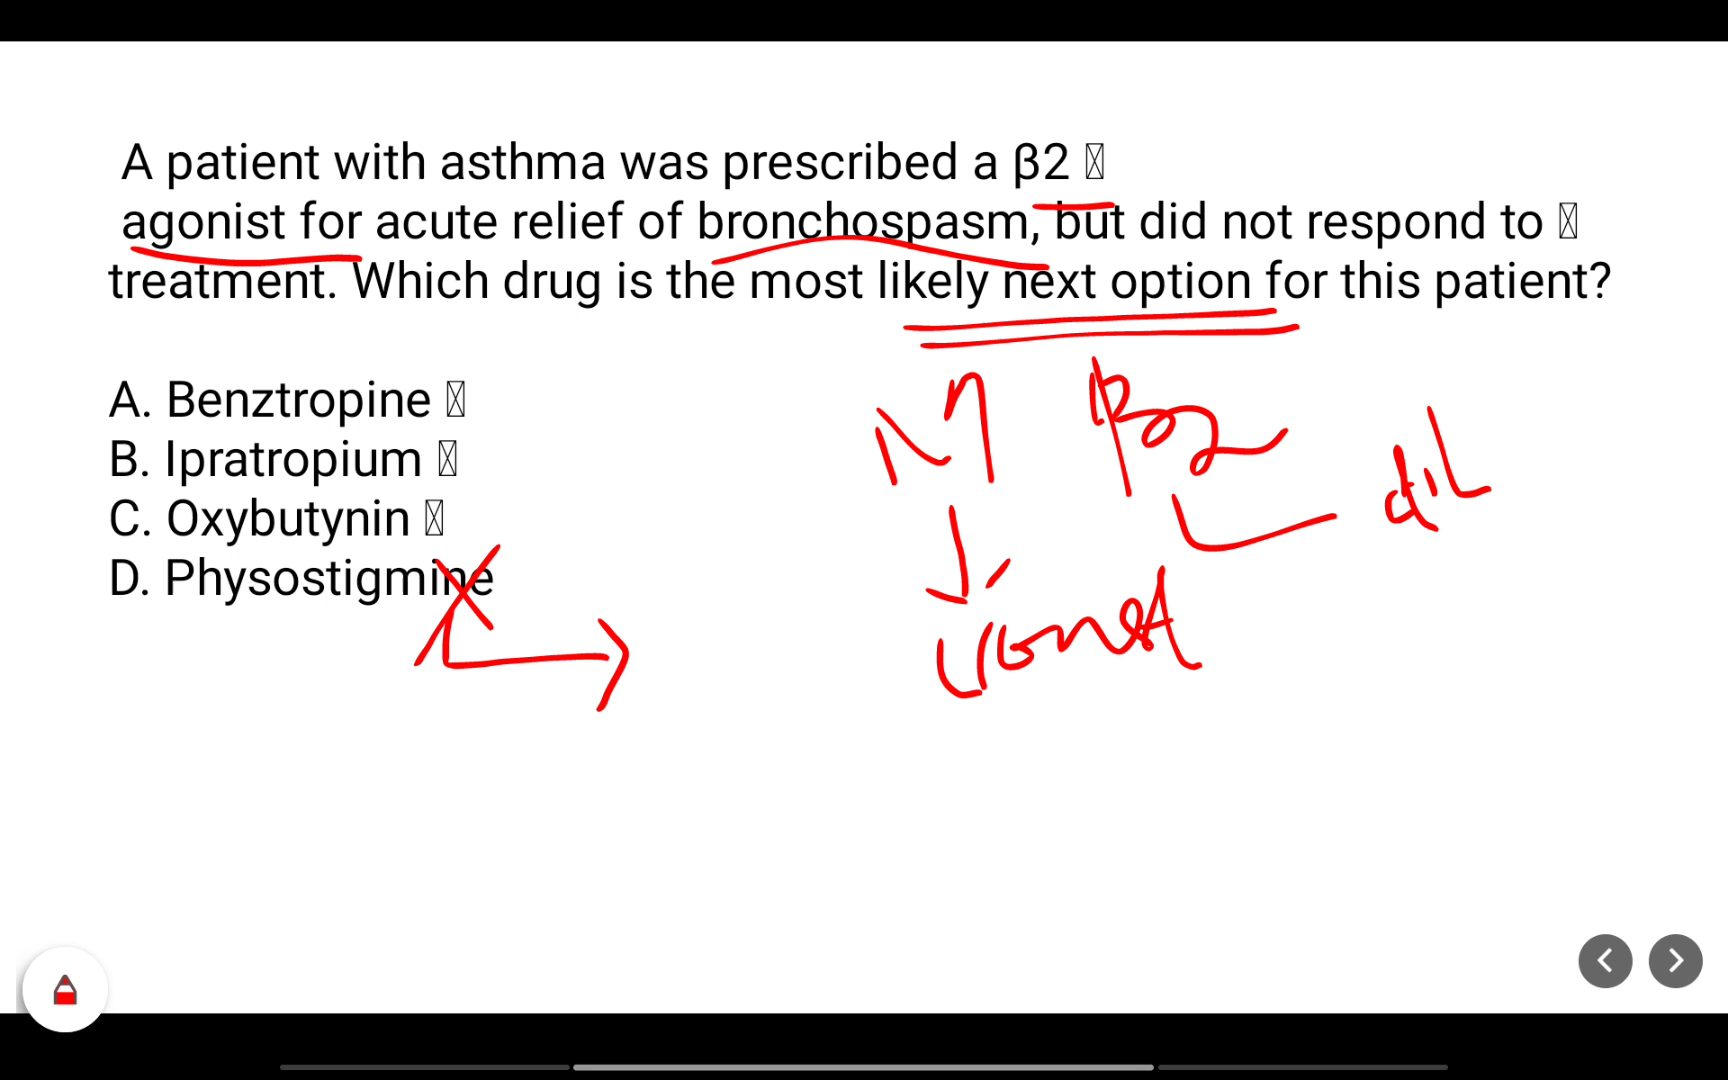 A patient with asthma was prescribed a β2
agonist for acute relief of bronchospasm, but did not respond to
treatment. Which drug is the most likely next option for this patient?
A. Benztropine
B. Ipratropium
C. Oxybutynin
D. Physostigmine
M β2
dil